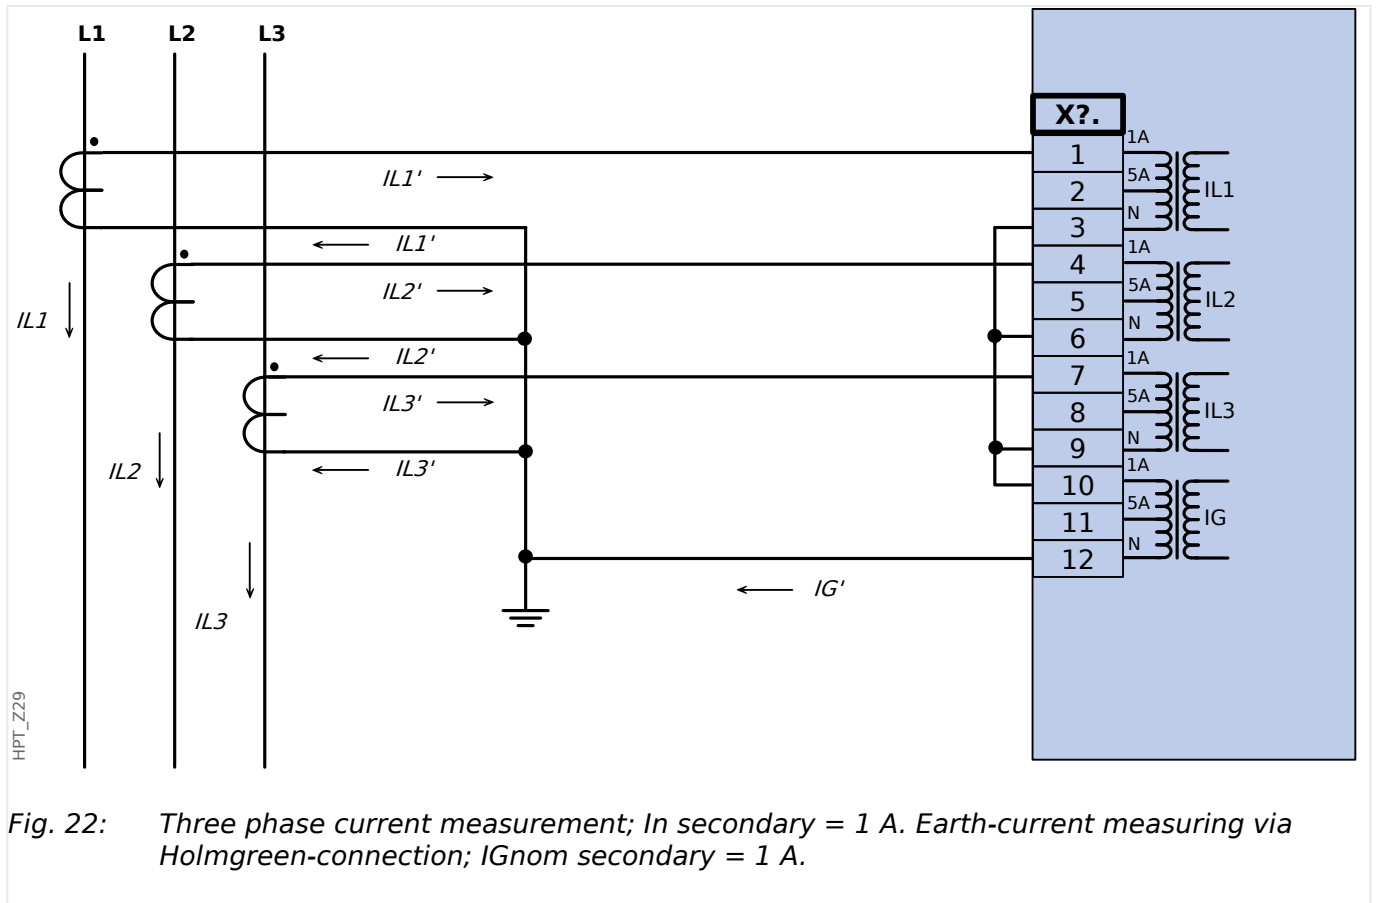 L1 L2 L3
X?.
1
2
3
4
5
6
7
8
9
10
11
12
1A
5A
N
IL1
1A
5A
N
IL2
1A
5A
N
IL3
1A
5A
N
IG
IL1'
IL1'
IL2'
IL2'
IL3'
IL3'
IG'
IL1
IL2
IL3
HPT_Z29
Fig. 22: Three phase current measurement; In secondary = 1 A. Earth-current measuring via
Holmgreen-connection; IGnom secondary = 1 A.